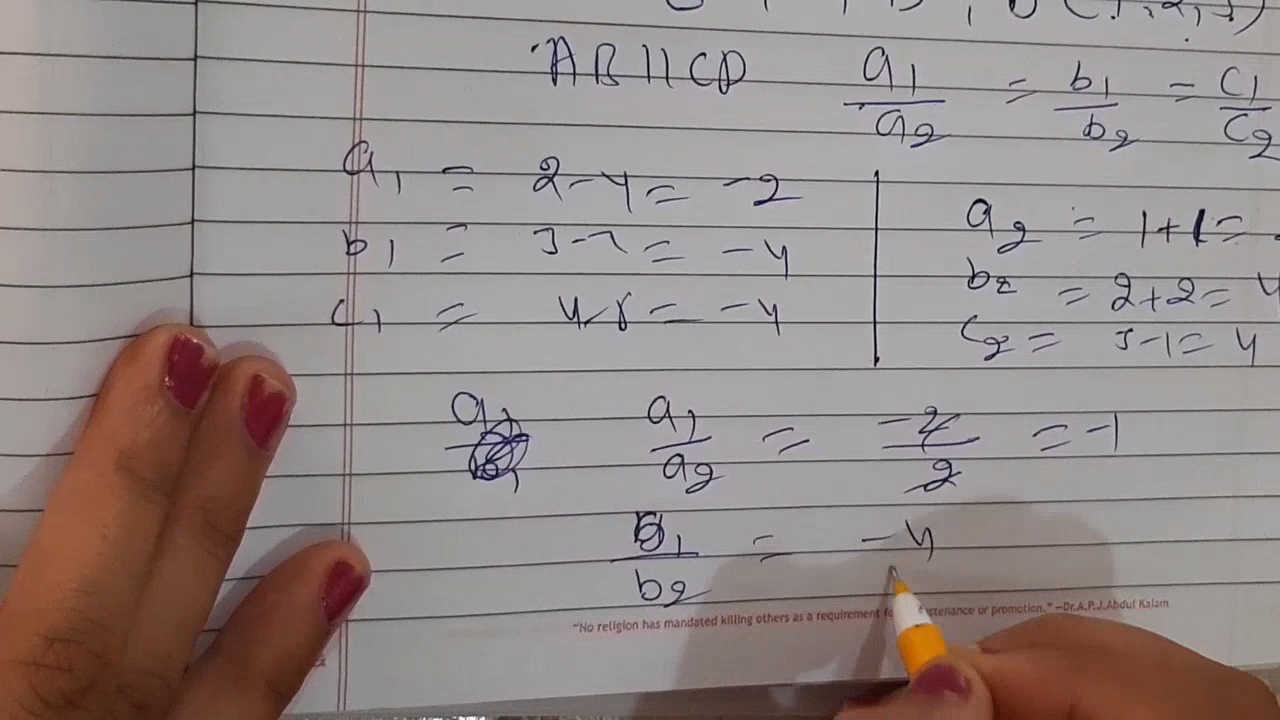 AB || CD a1/a2 = b1/b2 = c1/c2
a1 = 2-4 = -2
b1 = 3-7 = -4
c1 = 4-8 = -4
a2 = 1+1 =
b2 = 2+2 = 4
c2 = 5-1 = 4
a1/a2 = -2/2 = -1
b1/b2 = -4
"No religion has mandated killing others as a requirement stenance or promotion." –Dr.A.P.J.Abdul Kalam